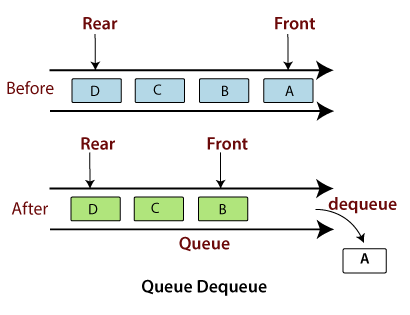 Rear Front
Before
D C B A
Rear Front
After
D C B
dequeue
Queue
A
Queue Dequeue